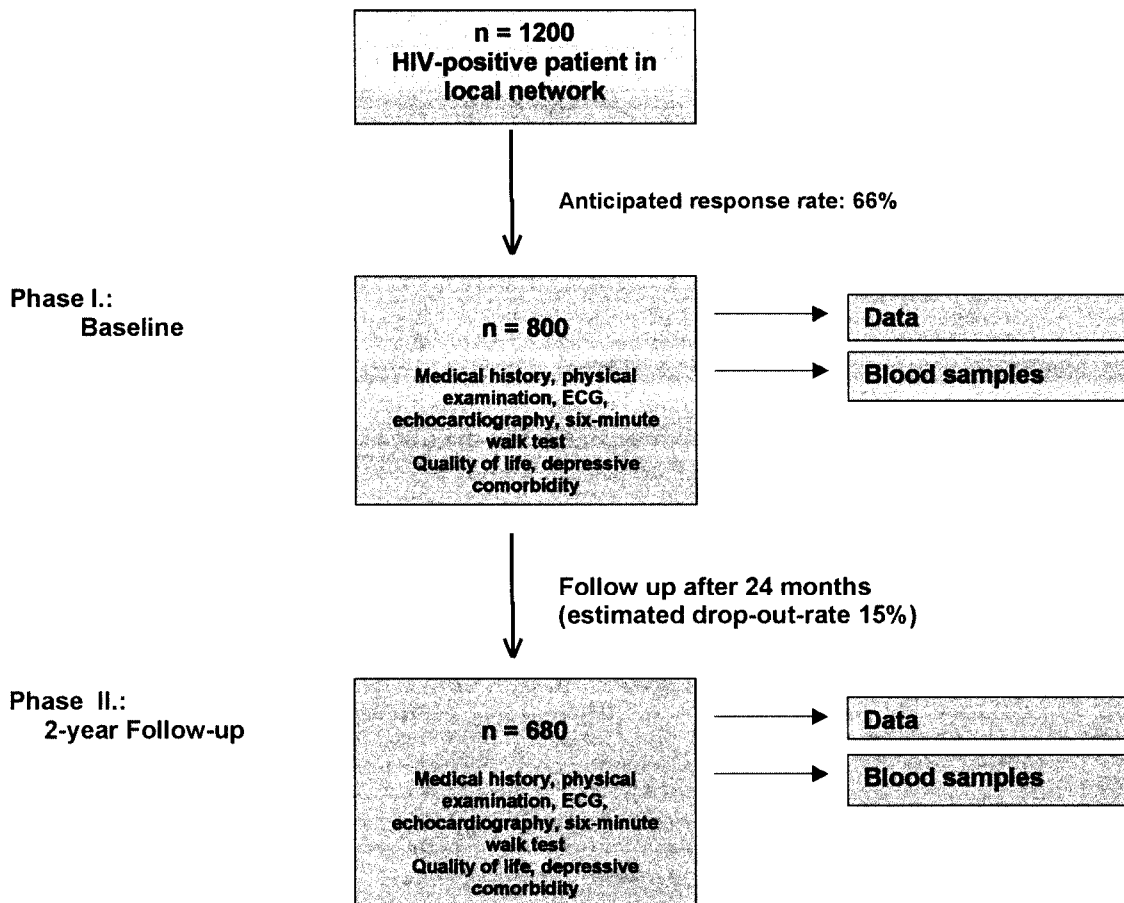 n = 1200
HIV-positive patient in
local network
Anticipated response rate: 66%
Phase I.:
Baseline
n = 800
Medical history, physical
examination, ECG,
echocardiography, six-minute
walk test
Quality of life, depressive
comorbidity
Data
Blood samples
Follow up after 24 months
(estimated drop-out-rate 15%)
Phase II.:
2-year Follow-up
n = 680
Medical history, physical
examination, ECG,
echocardiography, six-minute
walk test
Quality of life, depressive
comorbidity
Data
Blood samples